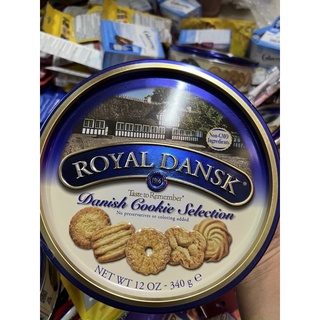 Non-GMO
Ingredients
ROYAL DANSK
1966
Taste to Remember®
Danish Cookie Selection
No preservatives or coloring added
NET WT 12 OZ - 340 g e